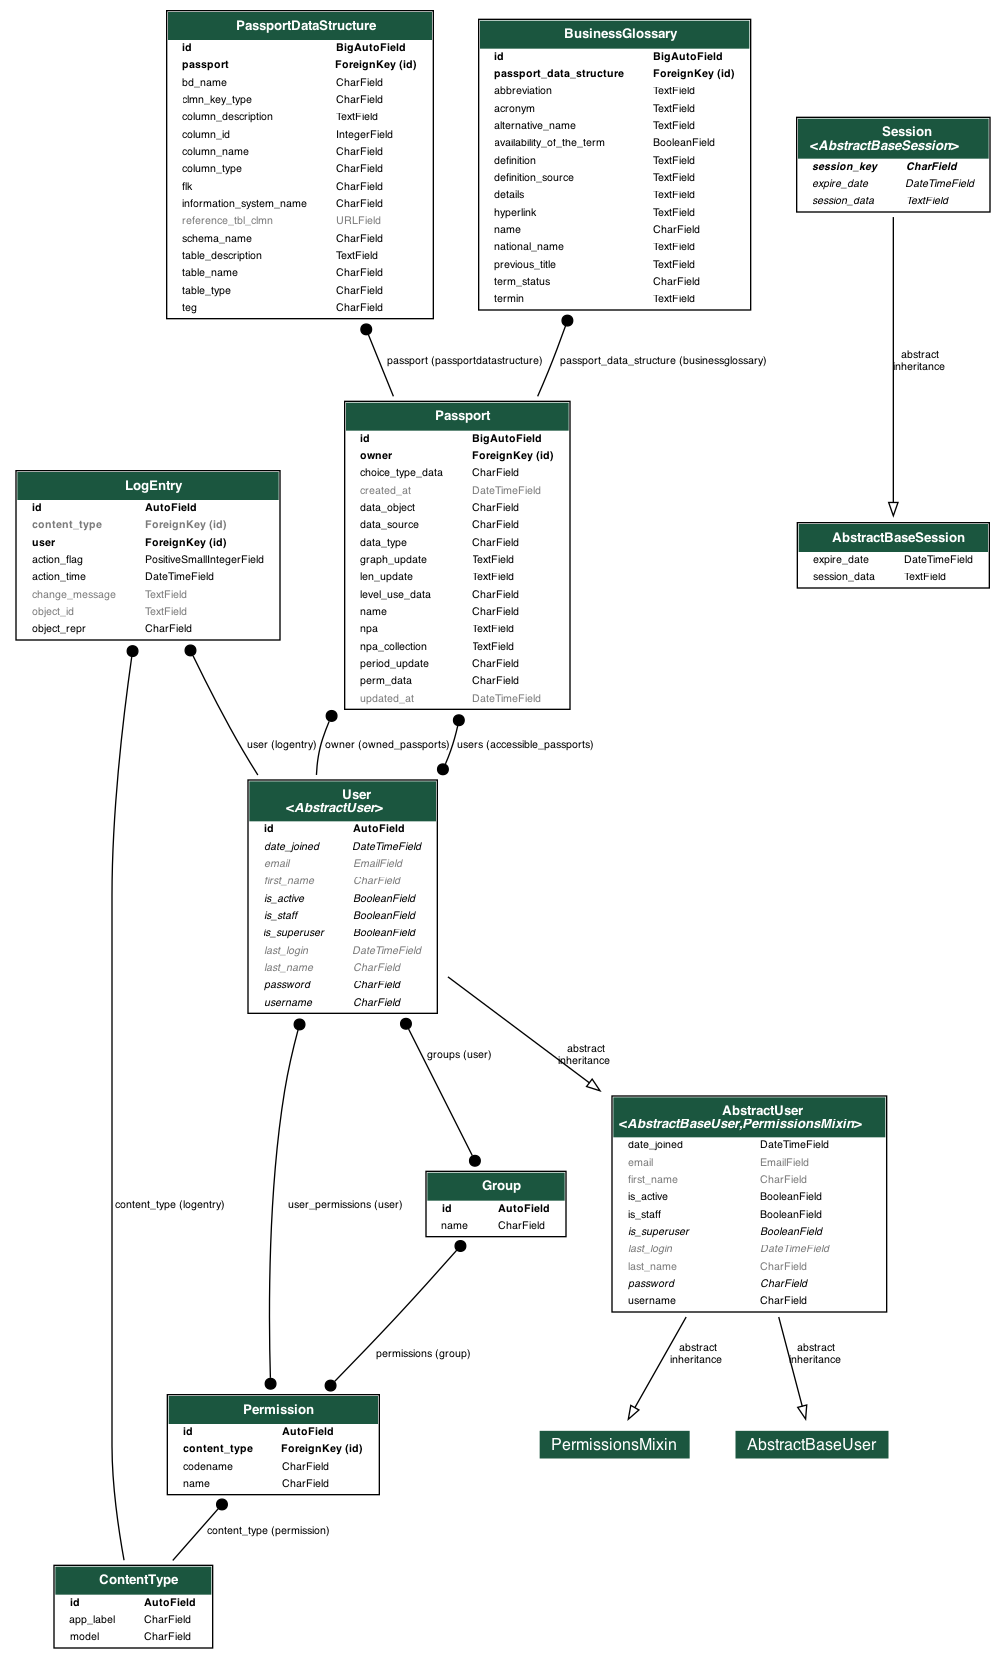 PassportDataStructure
id BigAutoField
passport ForeignKey (id)
bd_name CharField
clmn_key_type CharField
column_description TextField
column_id IntegerField
column_name CharField
column_type CharField
flk CharField
information_system_name CharField
reference_tbl_clmn URLField
schema_name CharField
table_description TextField
table_name CharField
table_type CharField
teg CharField
BusinessGlossary
id BigAutoField
passport_data_structure ForeignKey (id)
abbreviation TextField
acronym TextField
alternative_name TextField
availability_of_the_term BooleanField
definition TextField
definition_source TextField
details TextField
hyperlink TextField
name CharField
national_name TextField
previous_title TextField
term_status CharField
termin TextField
Session
<AbstractBaseSession>
session_key CharField
expire_date DateTimeField
session_data TextField
passport (passportdatastructure)
passport_data_structure (businessglossary)
abstract
inheritance
Passport
id BigAutoField
owner ForeignKey (id)
choice_type_data CharField
created_at DateTimeField
data_object CharField
data_source CharField
data_type CharField
graph_update TextField
len_update TextField
level_use_data CharField
name CharField
npa TextField
npa_collection TextField
period_update CharField
perm_data CharField
updated_at DateTimeField
LogEntry
id AutoField
content_type ForeignKey (id)
user ForeignKey (id)
action_flag PositiveSmallIntegerField
action_time DateTimeField
change_message TextField
object_id TextField
object_repr CharField
AbstractBaseSession
expire_date DateTimeField
session_data TextField
user (logentry)
owner (owned_passports)
users (accessible_passports)
User
<AbstractUser>
id AutoField
date_joined DateTimeField
email EmailField
first_name CharField
is_active BooleanField
is_staff BooleanField
is_superuser BooleanField
last_login DateTimeField
last_name CharField
password CharField
username CharField
groups (user)
abstract
inheritance
AbstractUser
<AbstractBaseUser,PermissionsMixin>
date_joined DateTimeField
email EmailField
first_name CharField
is_active BooleanField
is_staff BooleanField
is_superuser BooleanField
last_login DateTimeField
last_name CharField
password CharField
username CharField
Group
id AutoField
name CharField
content_type (logentry)
user_permissions (user)
permissions (group)
abstract
inheritance
abstract
inheritance
Permission
id AutoField
content_type ForeignKey (id)
codename CharField
name CharField
PermissionsMixin
AbstractBaseUser
content_type (permission)
ContentType
id AutoField
app_label CharField
model CharField